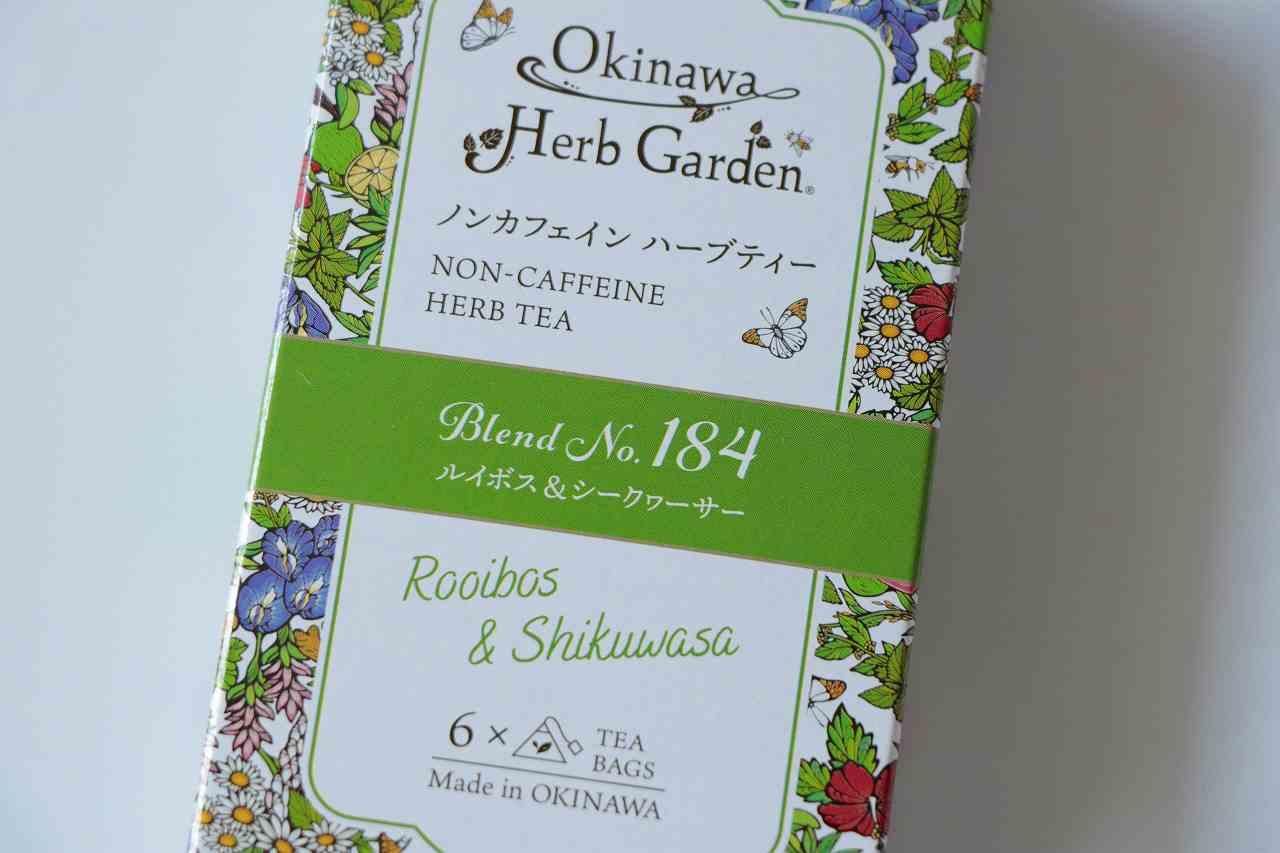 Okinawa
Herb Garden®
ノンカフェイン ハーブティー
NON-CAFFEINE
HERB TEA
Blend No. 184
ルイボス＆シークヮーサー
Rooibos
& Shikuwasa
6 × TEA
BAGS
Made in OKINAWA